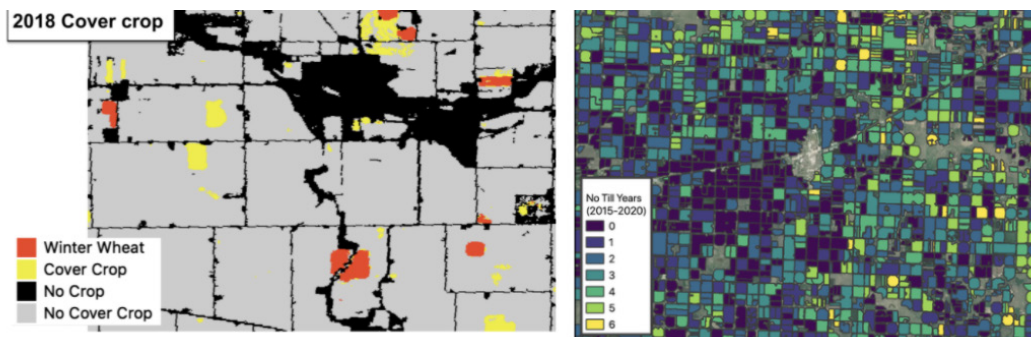 2018 Cover crop
Winter Wheat
Cover Crop
No Crop
No Cover Crop
No Till Years
(2015-2020)
0
1
2
3
4
5
6